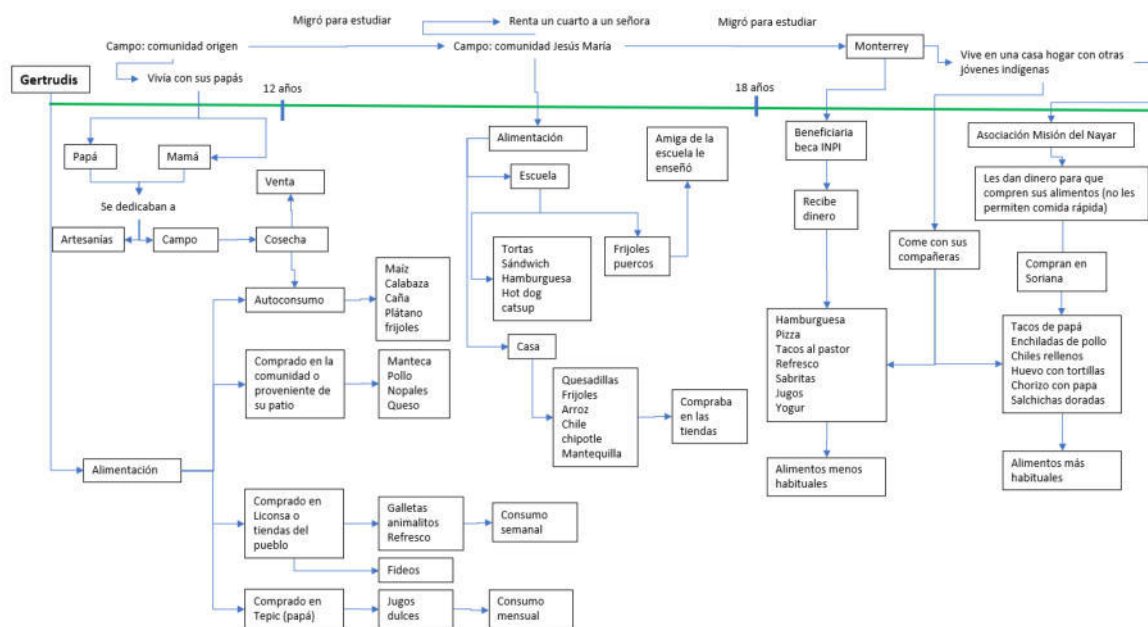 Migró para estudiar
Renta un cuarto a un señora
Migró para estudiar
Campo: comunidad origen
Campo: comunidad Jesús María
Monterrey
Vive en una casa hogar con otras
jóvenes indígenas
Gertrudis
Vivía con sus papás
12 años
18 años
Papá
Mamá
Se dedicaban a
Artesanías
Campo
Cosecha
Venta
Autoconsumo
Maíz
Calabaza
Caña
Plátano
frijoles
Comprado en la
comunidad o
proveniente de
su patio
Manteca
Pollo
Nopales
Queso
Alimentación
Comprado en
Liconsa o
tiendas del
pueblo
Galletas
animalitos
Refresco
Consumo
semanal
Fideos
Comprado en
Tepic (papá)
Jugos
dulces
Consumo
mensual
Alimentación
Escuela
Amiga de la
escuela le
enseñó
Tortas
Sándwich
Hamburguesa
Hot dog
catsup
Frijoles
puercos
Casa
Quesadillas
Frijoles
Arroz
Chile
chipotle
Mantequilla
Compraba
en las
tiendas
Beneficiaria
beca INPI
Recibe
dinero
Hamburguesa
Pizza
Tacos al pastor
Refresco
Sabritas
Jugos
Yogur
Alimentos menos
habituales
Come con sus
compañeras
Asociación Misión del Nayar
Les dan dinero para que
compren sus alimentos (no les
permiten comida rápida)
Compran en
Soriana
Tacos de papá
Enchiladas de pollo
Chiles rellenos
Huevo con tortillas
Chorizo con papa
Salchichas doradas
Alimentos más
habituales